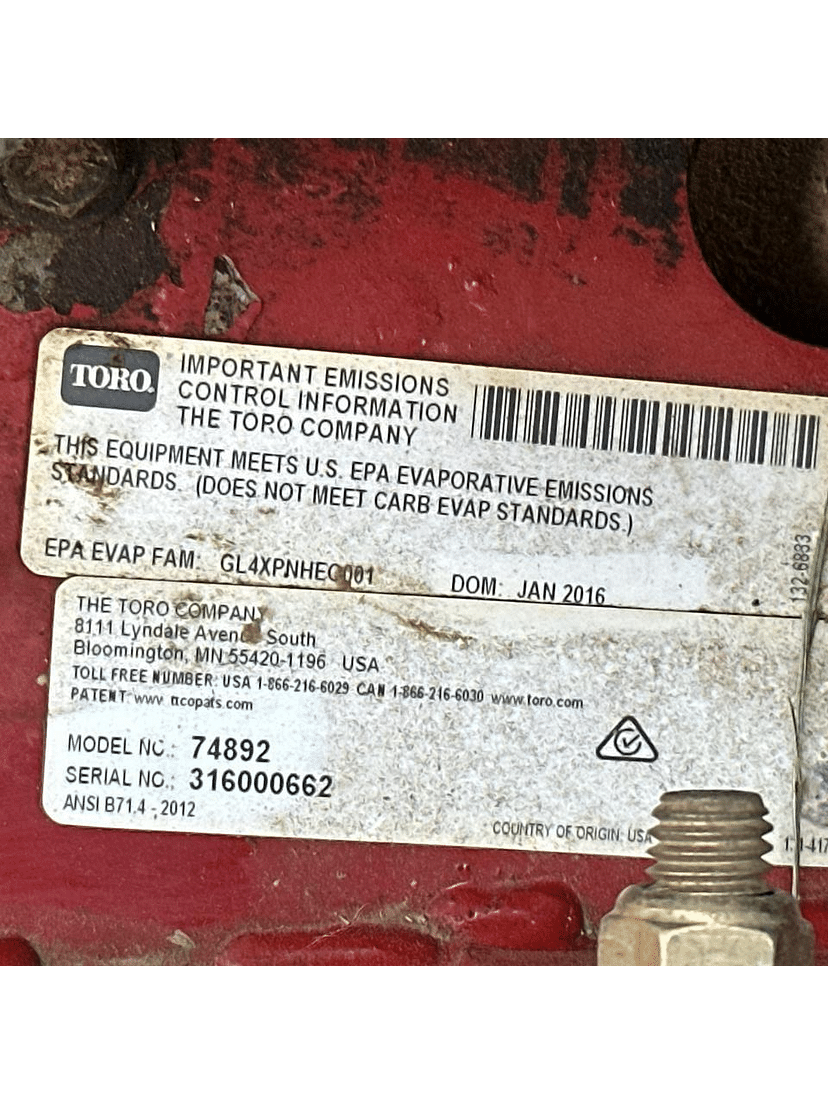 TORO.
IMPORTANT EMISSIONS
CONTROL INFORMATION
THE TORO COMPANY
THIS EQUIPMENT MEETS U.S. EPA EVAPORATIVE EMISSIONS
STANDARDS. (DOES NOT MEET CARB EVAP STANDARDS.)
EPA EVAP FAM: GL4XPNHEC001 DOM: JAN 2016
132-6883
THE TORO COMPANY
8111 Lyndale Avenue South
Bloomington, MN 55420-1196 USA
TOLL FREE NUMBER: USA 1-866-216-6029 CAN 1-866-216-6030 www.toro.com
PATENT: www.ttcopats.com
MODEL NO.: 74892
SERIAL NO.: 316000662
ANSI B71.4 - 2012
COUNTRY OF ORIGIN: USA